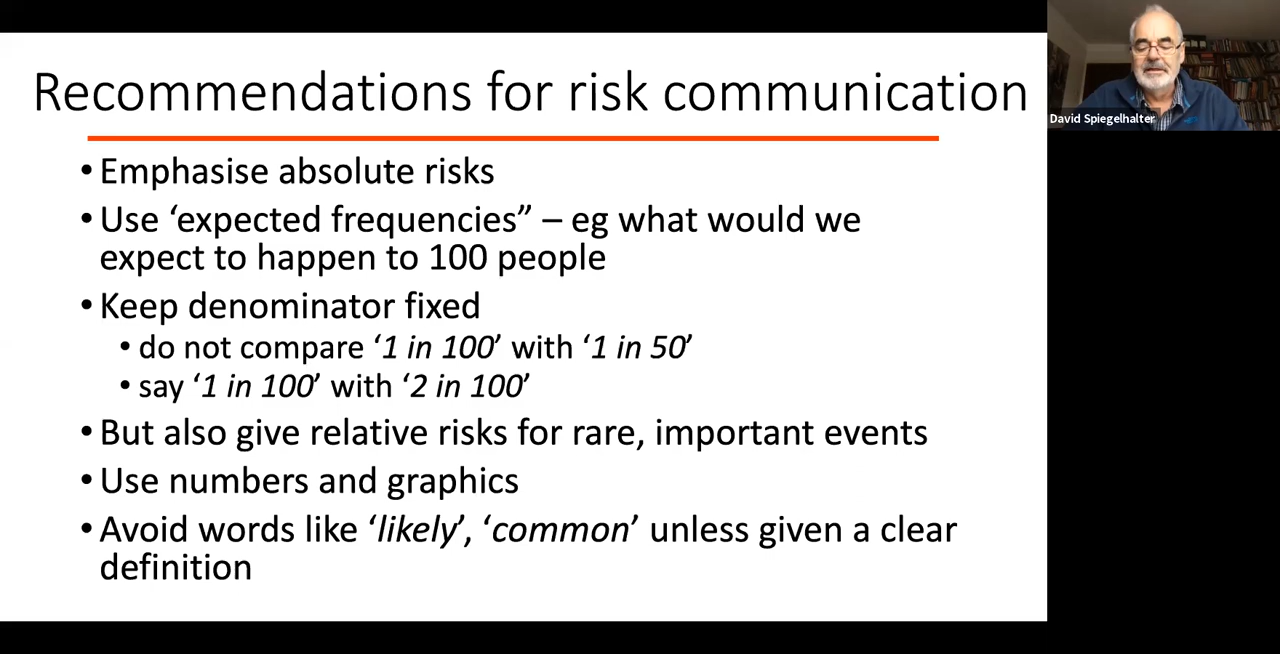 Recommendations for risk communication
David Spiegelhalter
• Emphasise absolute risks
• Use ‘expected frequencies” – eg what would we
expect to happen to 100 people
• Keep denominator fixed
• do not compare ‘1 in 100’ with ‘1 in 50’
• say ‘1 in 100’ with ‘2 in 100’
• But also give relative risks for rare, important events
• Use numbers and graphics
• Avoid words like ‘likely’, ‘common’ unless given a clear
definition